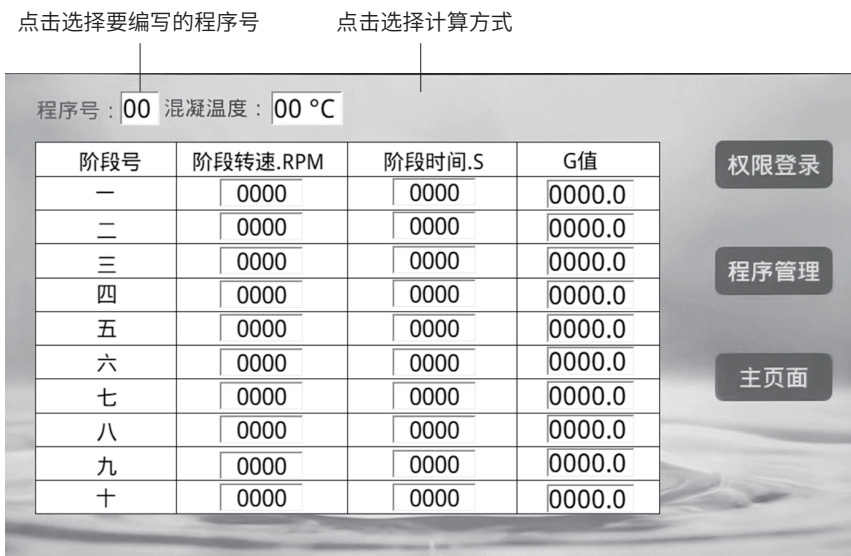 点击选择要编写的程序号 点击选择计算方式
程序号 : 00 混凝温度 : 00 °C
阶段号 阶段转速.RPM 阶段时间.S G值
一 0000 0000 0000.0
二 0000 0000 0000.0
三 0000 0000 0000.0
四 0000 0000 0000.0
五 0000 0000 0000.0
六 0000 0000 0000.0
七 0000 0000 0000.0
八 0000 0000 0000.0
九 0000 0000 0000.0
十 0000 0000 0000.0
权限登录
程序管理
主页面